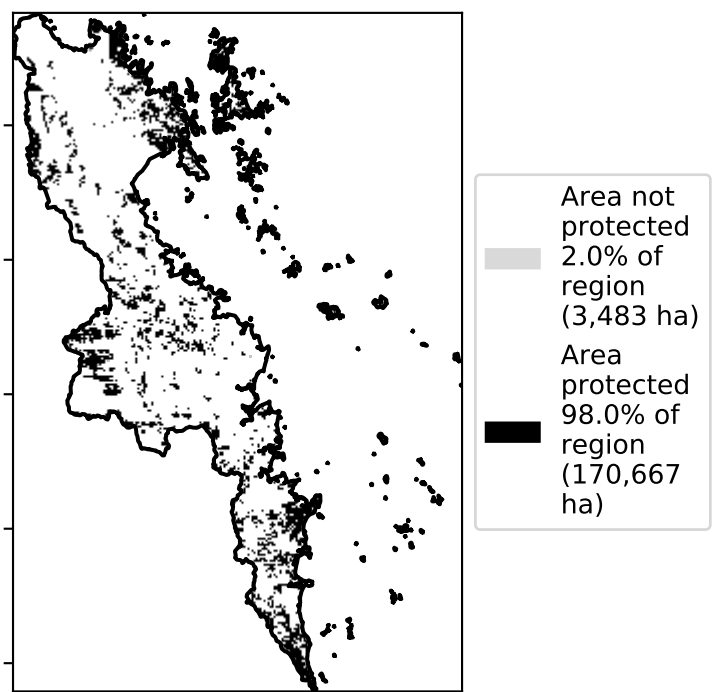 Area not
protected
2.0% of
region
(3,483 ha)
Area
protected
98.0% of
region
(170,667
ha)